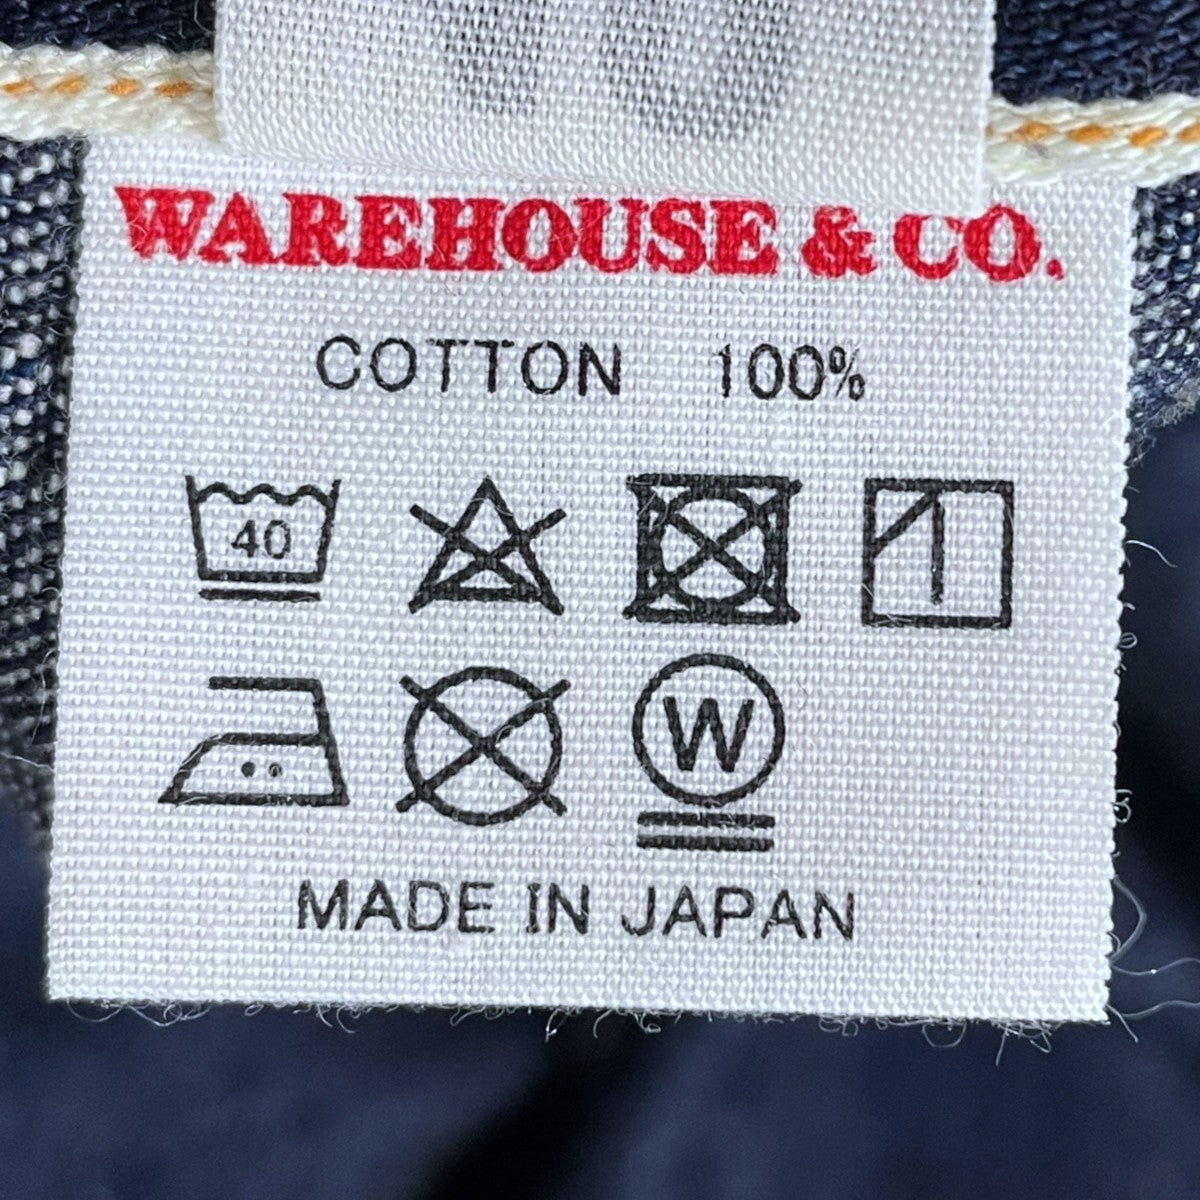 WAREHOUSE & CO.
COTTON 100%
40
W
MADE IN JAPAN